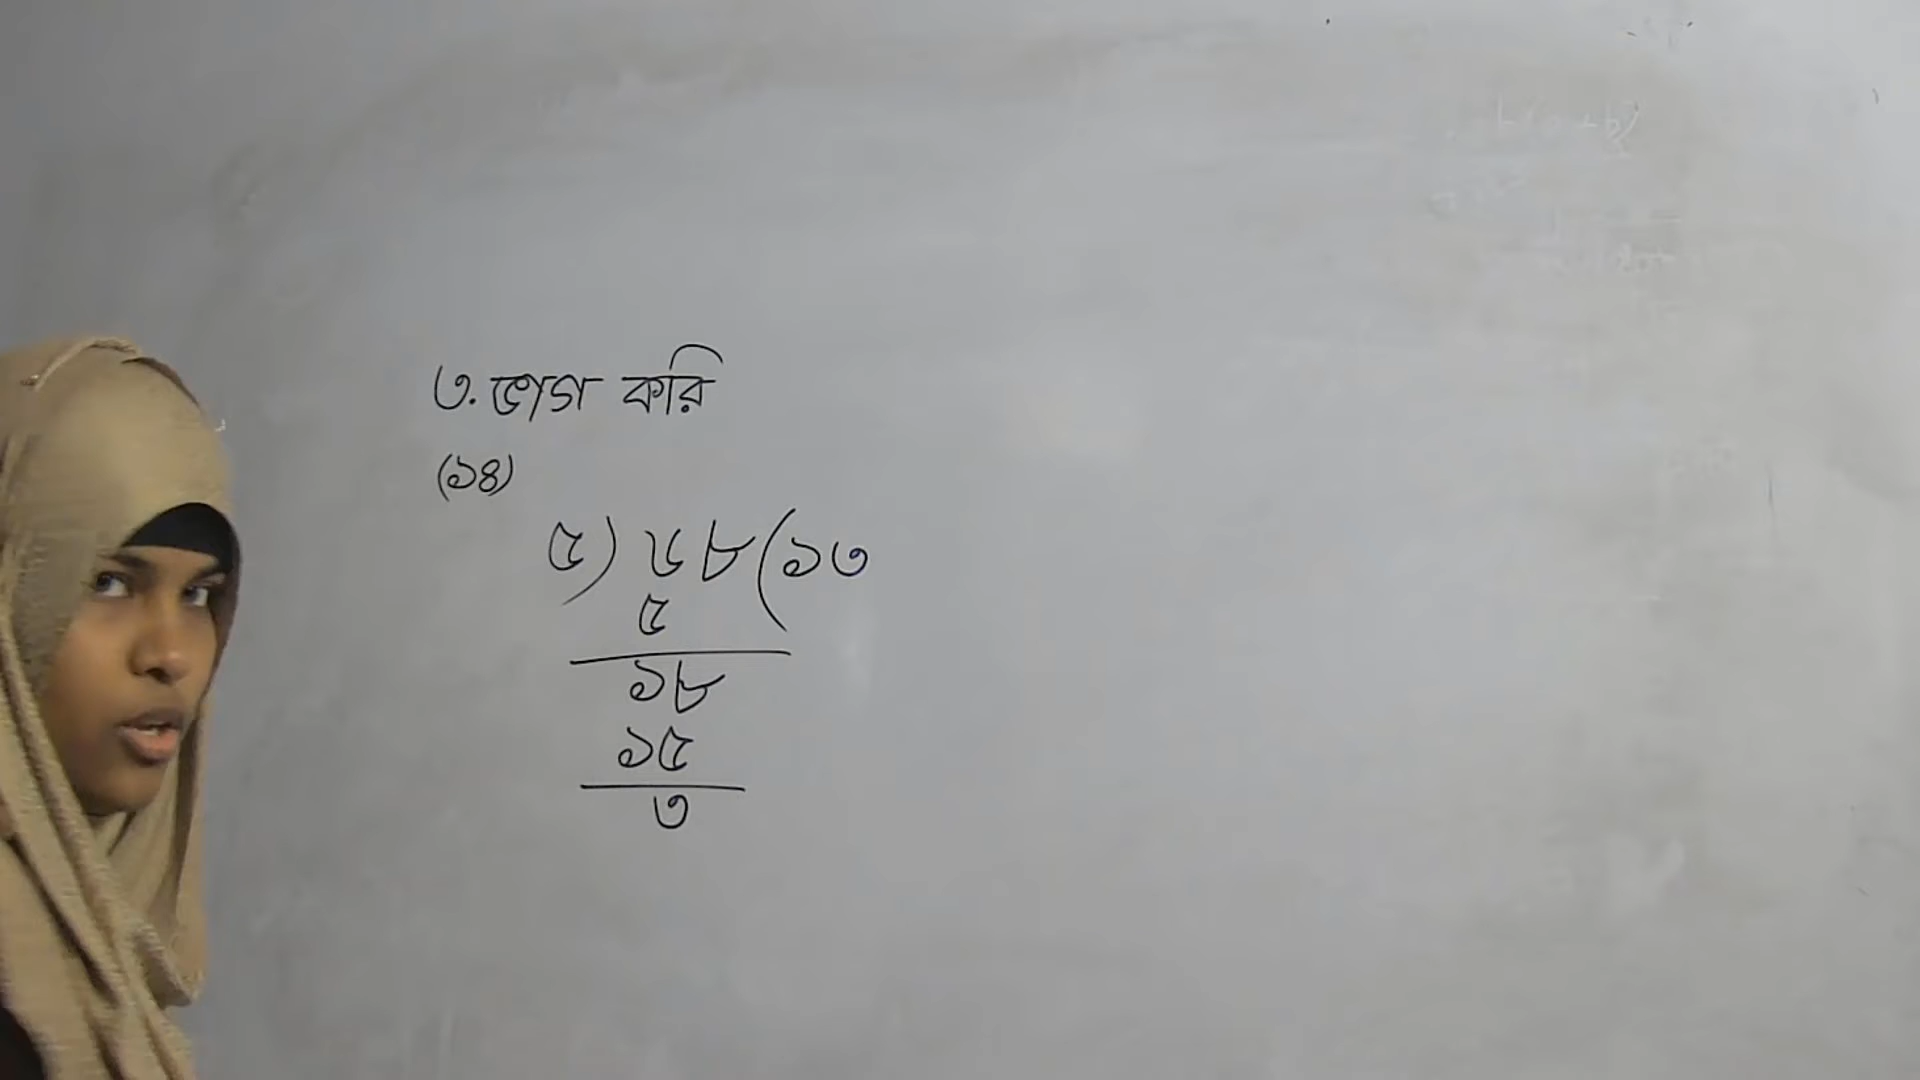 ৩. ভাগ করি
(১৪)
৫) ৬৮ (১৩
৫
১৮
১৫
৩